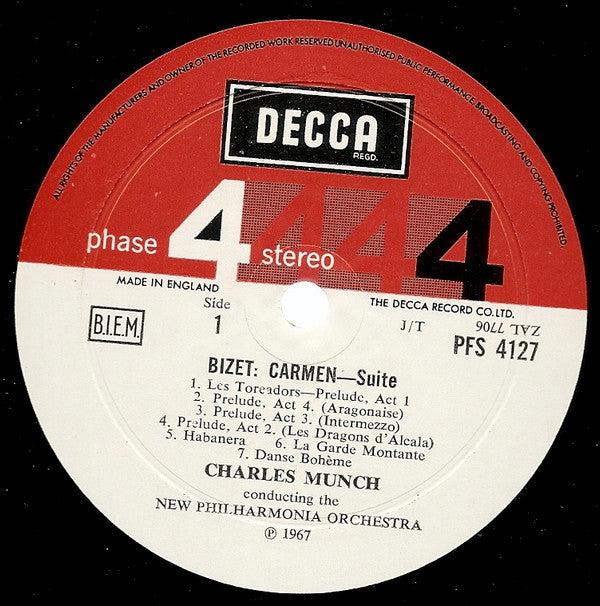 ALL RIGHTS OF THE MANUFACTURERS AND OWNER OF THE RECORDED WORK RESERVED UNAUTHORISED PUBLIC PERFORMANCE, BROADCASTING AND COPYING PROHIBITED.
DECCA
REGD.
phase 4 stereo 4 4 4
MADE IN ENGLAND
THE DECCA RECORD CO. LTD.
Side
1
B.I.E.M.
J/T
ZAL 7706
PFS 4127
BIZET: CARMEN—Suite
1. Les Toreadors—Prelude, Act 1
2. Prelude, Act 4. (Aragonaise)
3. Prelude, Act 3. (Intermezzo)
4. Prelude, Act 2. (Les Dragons d'Alcala)
5. Habanera 6. La Garde Montante
7. Danse Bohème
CHARLES MUNCH
conducting the
NEW PHILHARMONIA ORCHESTRA
℗ 1967